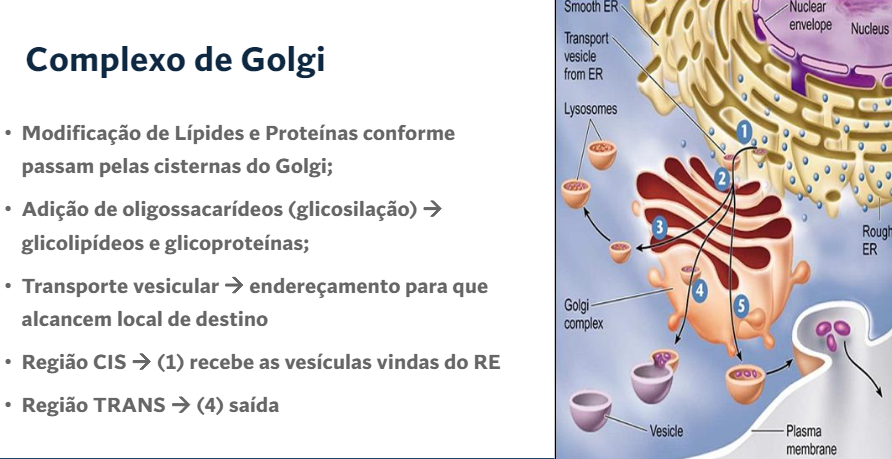 Complexo de Golgi
• Modificação de Lípides e Proteínas conforme
passam pelas cisternas do Golgi;
• Adição de oligossacarídeos (glicosilação) →
glicolipídeos e glicoproteínas;
• Transporte vesicular → endereçamento para que
alcancem local de destino
• Região CIS → (1) recebe as vesículas vindas do RE
• Região TRANS → (4) saída
Smooth ER
Nuclear
envelope
Nucleus
Transport
vesicle
from ER
Lysosomes
1
2
3
4
5
Rough
ER
Golgi
complex
Vesicle
Plasma
membrane